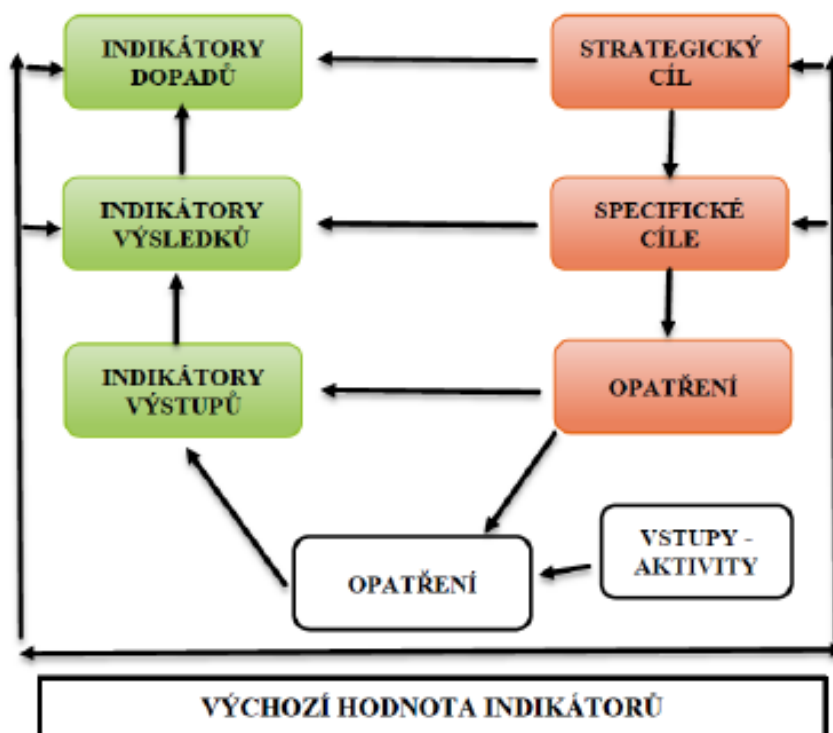 INDIKÁTORY
DOPADŮ
STRATEGICKÝ
CÍL
INDIKÁTORY
VÝSLEDKŮ
SPECIFICKÉ
CÍLE
INDIKÁTORY
VÝSTUPŮ
OPATŘENÍ
OPATŘENÍ
VSTUPY -
AKTIVITY
VÝCHOZÍ HODNOTA INDIKÁTORŮ